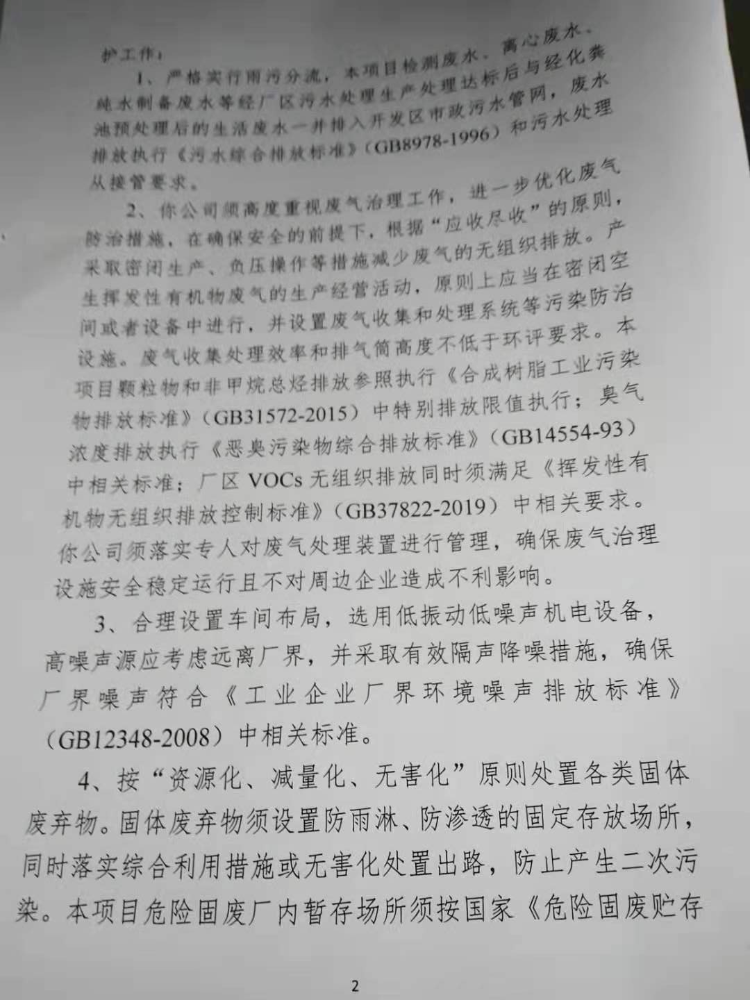 护工作:
1、严格实行雨污分流，本项目检测废水、离心废水、
纯水制备废水等经厂区污水处理生产处理达标后与经化粪
池预处理后的生活废水一并排入开发区市政污水管网，废水
排放执行《污水综合排放标准》（GB8978-1996）和污水处理
从接管要求。
2、你公司须高度重视废气治理工作，进一步优化废气
防治措施，在确保安全的前提下，根据“应收尽收”的原则，
采取密闭生产、负压操作等措施减少废气的无组织排放。产
生挥发性有机物废气的生产经营活动，原则上应当在密闭空
间或者设备中进行，并设置废气收集和处理系统等污染防治
设施。废气收集处理效率和排气筒高度不低于环评要求。本
项目颗粒物和非甲烷总烃排放参照执行《合成树脂工业污染
物排放标准》（GB31572-2015）中特别排放限值执行；臭气
浓度排放执行《恶臭污染物综合排放标准》（GB14554-93）
中相关标准；厂区 VOCs 无组织排放同时须满足《挥发性有
机物无组织排放控制标准》（GB37822-2019）中相关要求。
你公司须落实专人对废气处理装置进行管理，确保废气治理
设施安全稳定运行且不对周边企业造成不利影响。
3、合理设置车间布局，选用低振动低噪声机电设备，
高噪声源应考虑远离厂界，并采取有效隔声降噪措施，确保
厂界噪声符合《工业企业厂界环境噪声排放标准》
（GB12348-2008）中相关标准。
4、按“资源化、减量化、无害化”原则处置各类固体
废弃物。固体废弃物须设置防雨淋、防渗透的固定存放场所，
同时落实综合利用措施或无害化处置出路，防止产生二次污
染。本项目危险固废厂内暂存场所须按国家《危险固废贮存
2